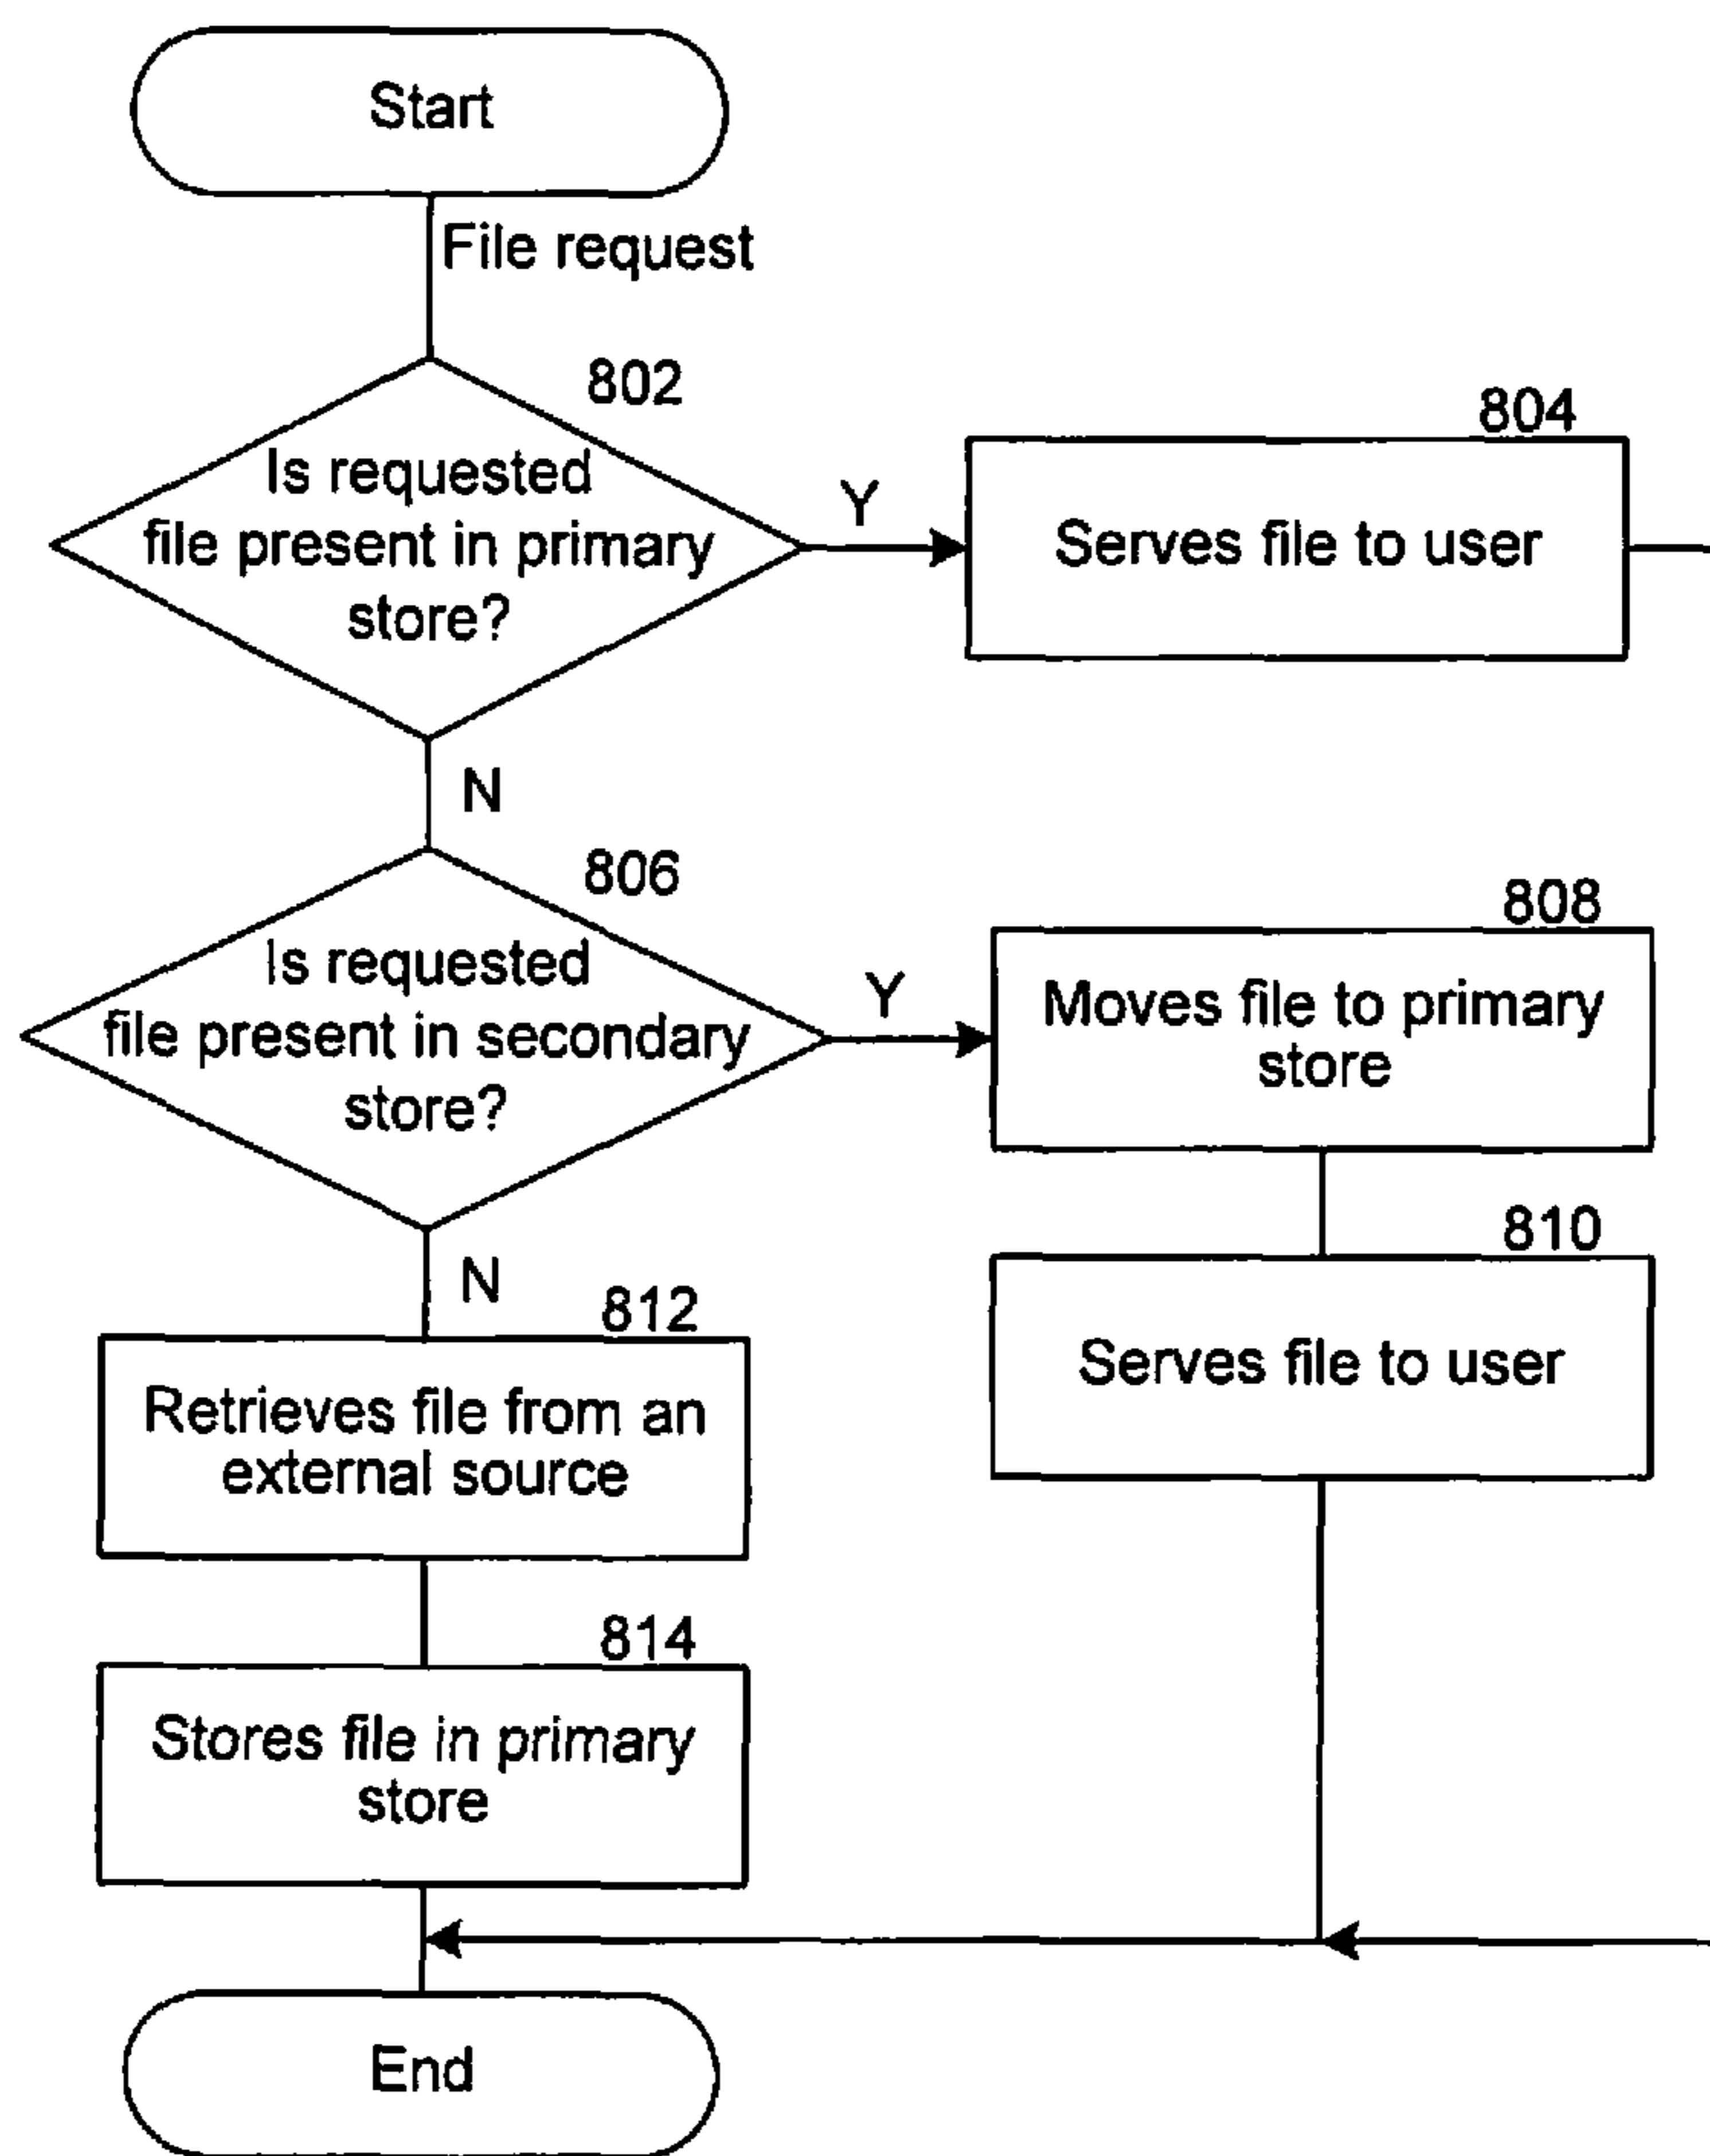 Start
File request
802
Is requested
file present in primary
store?
Y
804
Serves file to user
N
806
Is requested
file present in secondary
store?
Y
808
Moves file to primary
store
810
Serves file to user
N
812
Retrieves file from an
external source
814
Stores file in primary
store
End